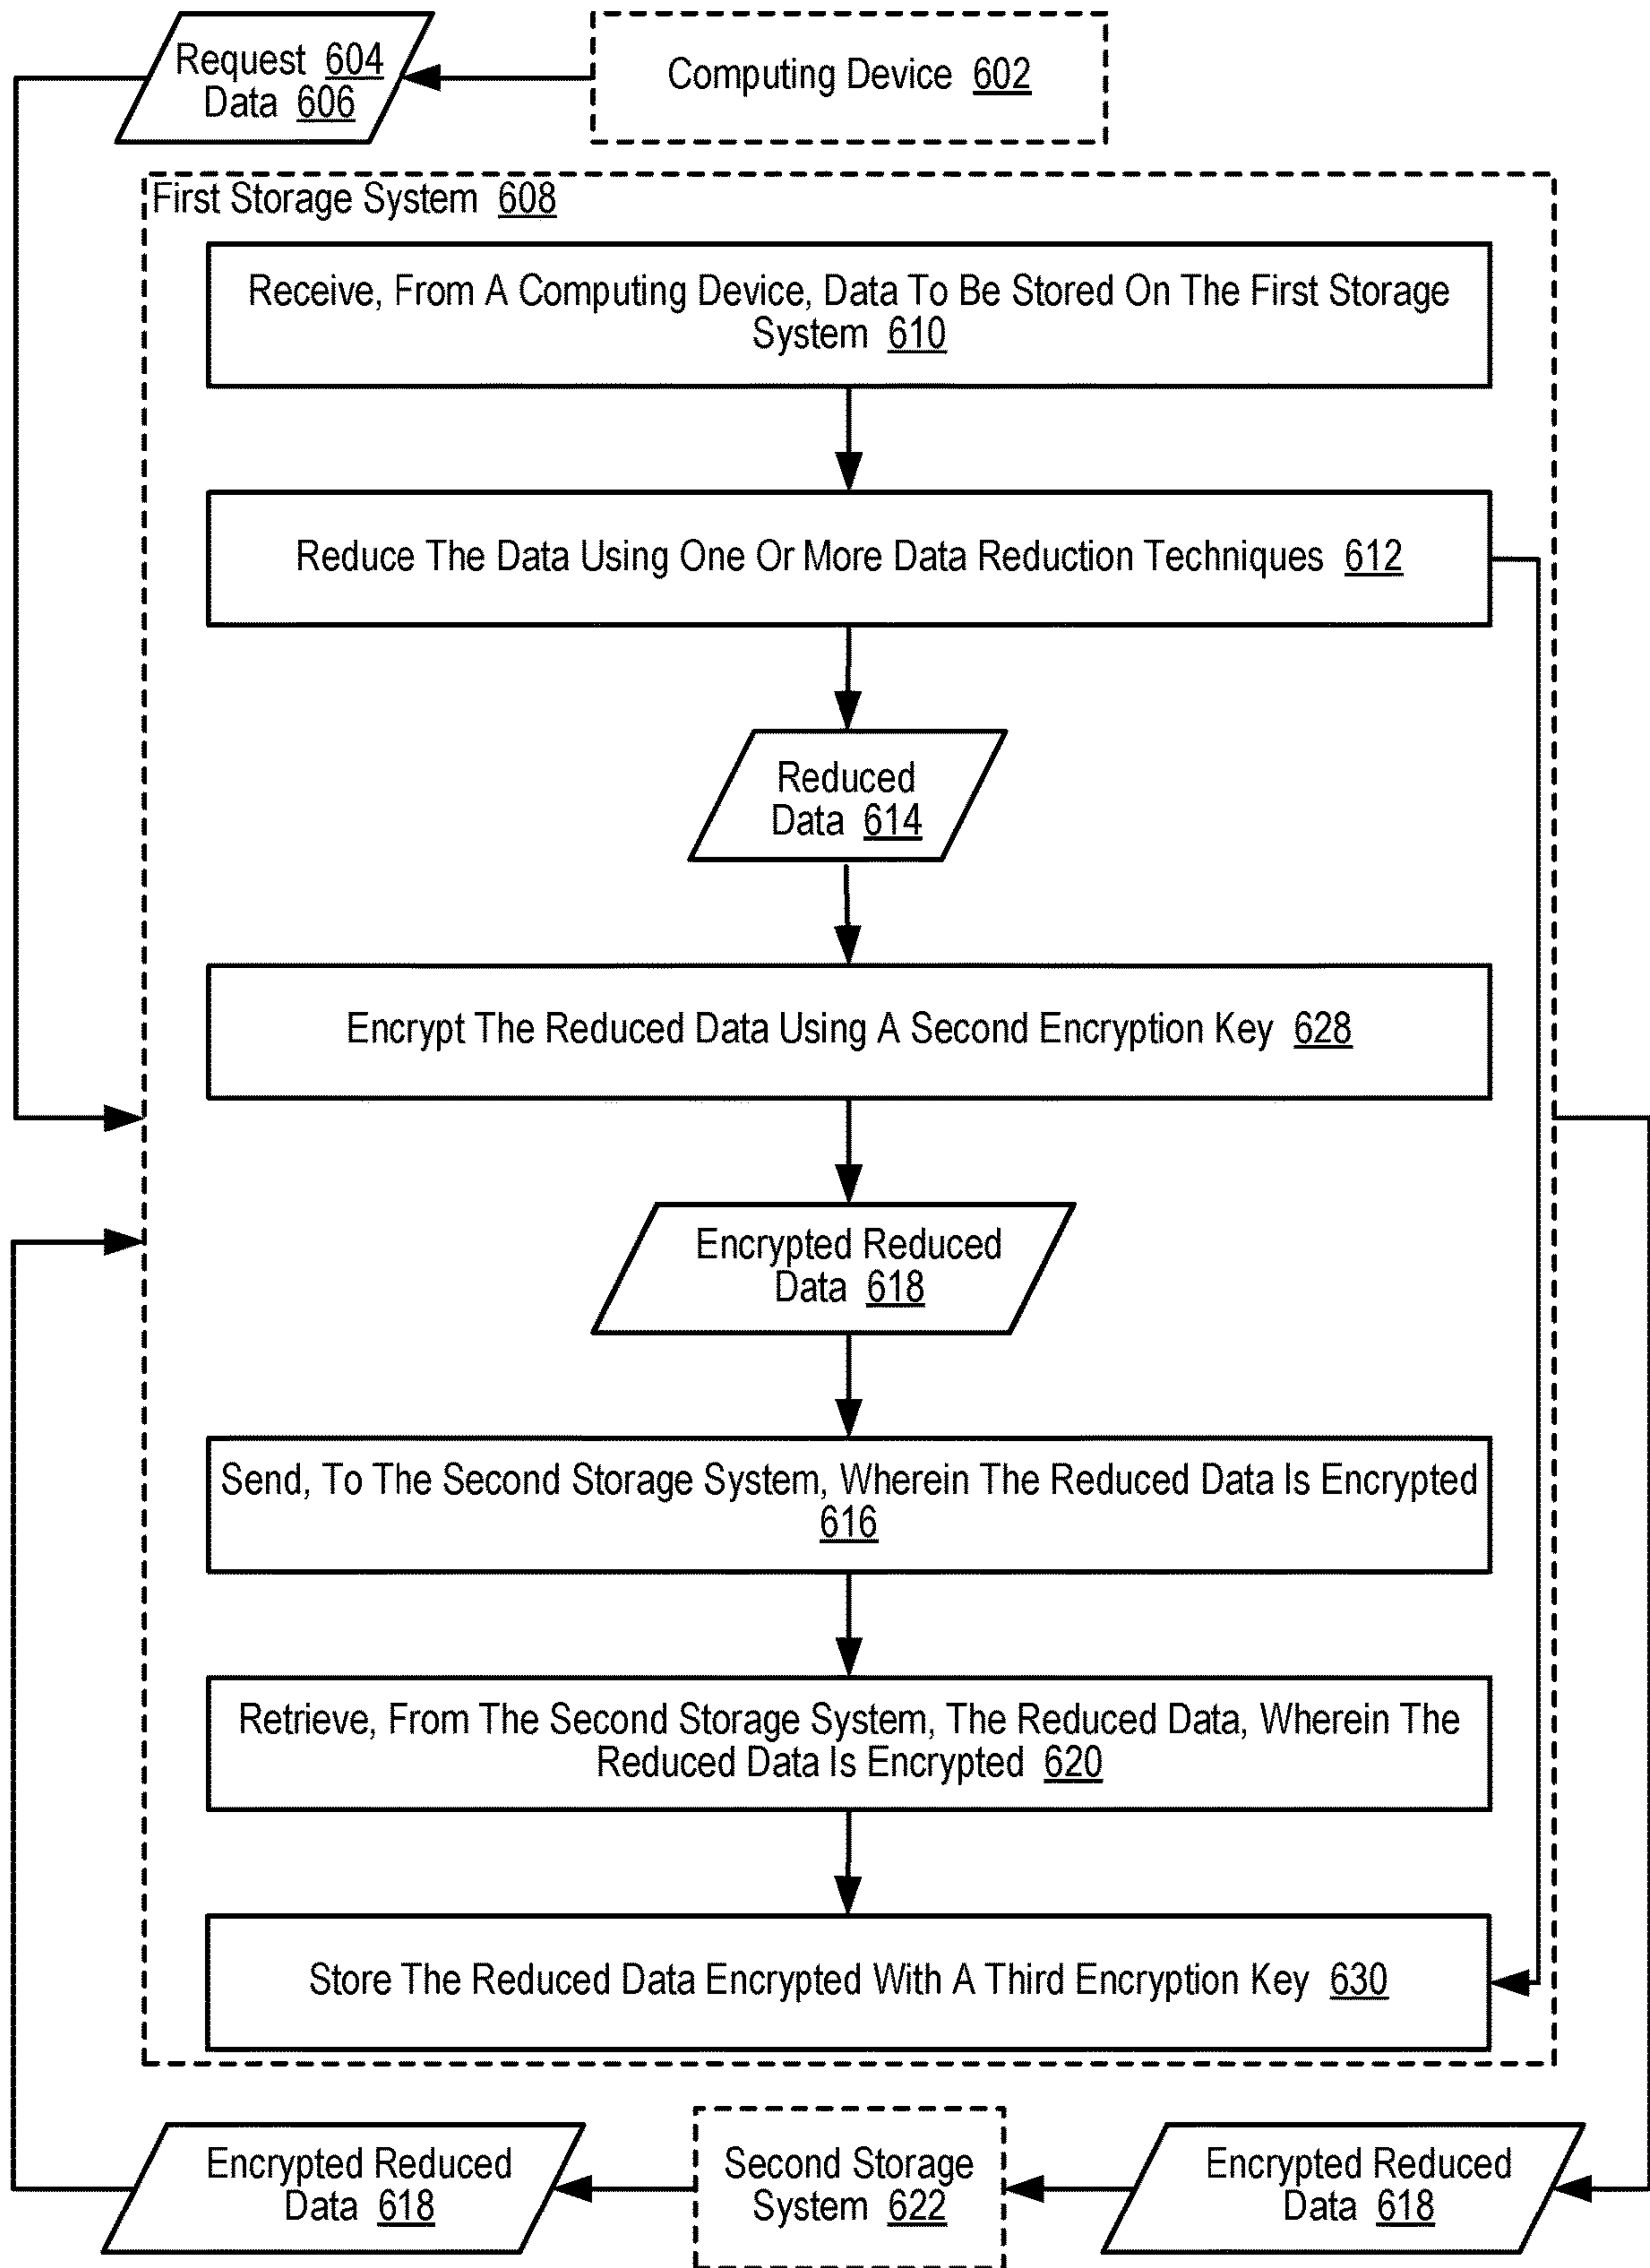 Request 604
Data 606
Computing Device 602
First Storage System 608
Receive, From A Computing Device, Data To Be Stored On The First Storage
System 610
Reduce The Data Using One Or More Data Reduction Techniques 612
Reduced
Data 614
Encrypt The Reduced Data Using A Second Encryption Key 628
Encrypted Reduced
Data 618
Send, To The Second Storage System, Wherein The Reduced Data Is Encrypted
616
Retrieve, From The Second Storage System, The Reduced Data, Wherein The
Reduced Data Is Encrypted 620
Store The Reduced Data Encrypted With A Third Encryption Key 630
Encrypted Reduced
Data 618
Second Storage
System 622
Encrypted Reduced
Data 618